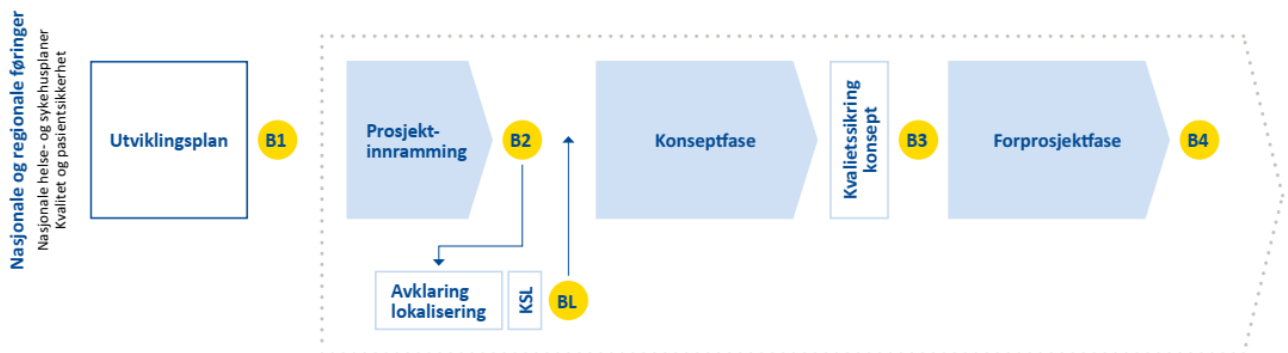 Nasjonale og regionale føringer
Nasjonale helse- og sykehusplaner
Kvalitet og pasientsikkerhet
Utviklingsplan
B1
Prosjekt-
innramming
B2
Avklaring
lokalisering
KSL
BL
Konseptfase
Kvalietssikring
konsept
B3
Forprosjektfase
B4